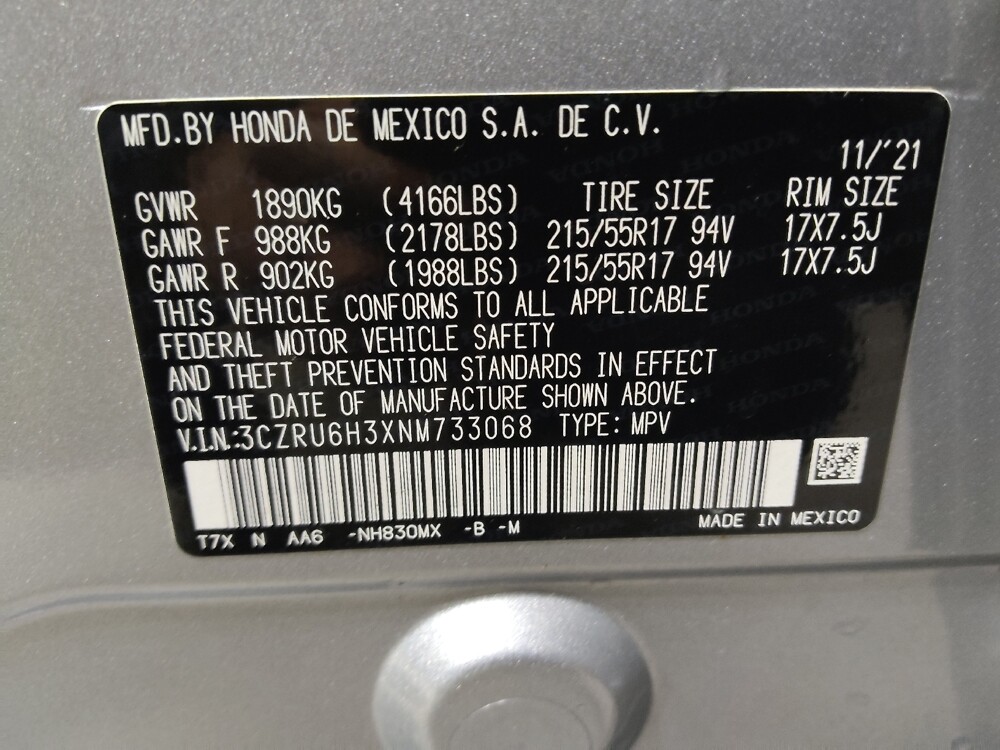 MFD.BY HONDA DE MEXICO S.A. DE C.V.
11/'21
GVWR 1890KG (4166LBS) TIRE SIZE RIM SIZE
GAWR F 988KG (2178LBS) 215/55R17 94V 17X7.5J
GAWR R 902KG (1988LBS) 215/55R17 94V 17X7.5J
THIS VEHICLE CONFORMS TO ALL APPLICABLE
FEDERAL MOTOR VEHICLE SAFETY
AND THEFT PREVENTION STANDARDS IN EFFECT
ON THE DATE OF MANUFACTURE SHOWN ABOVE.
V.I.N.:3CZRU6H3XNM733068 TYPE: MPV
T7X N AA6 -NH830MX -B -M MADE IN MEXICO